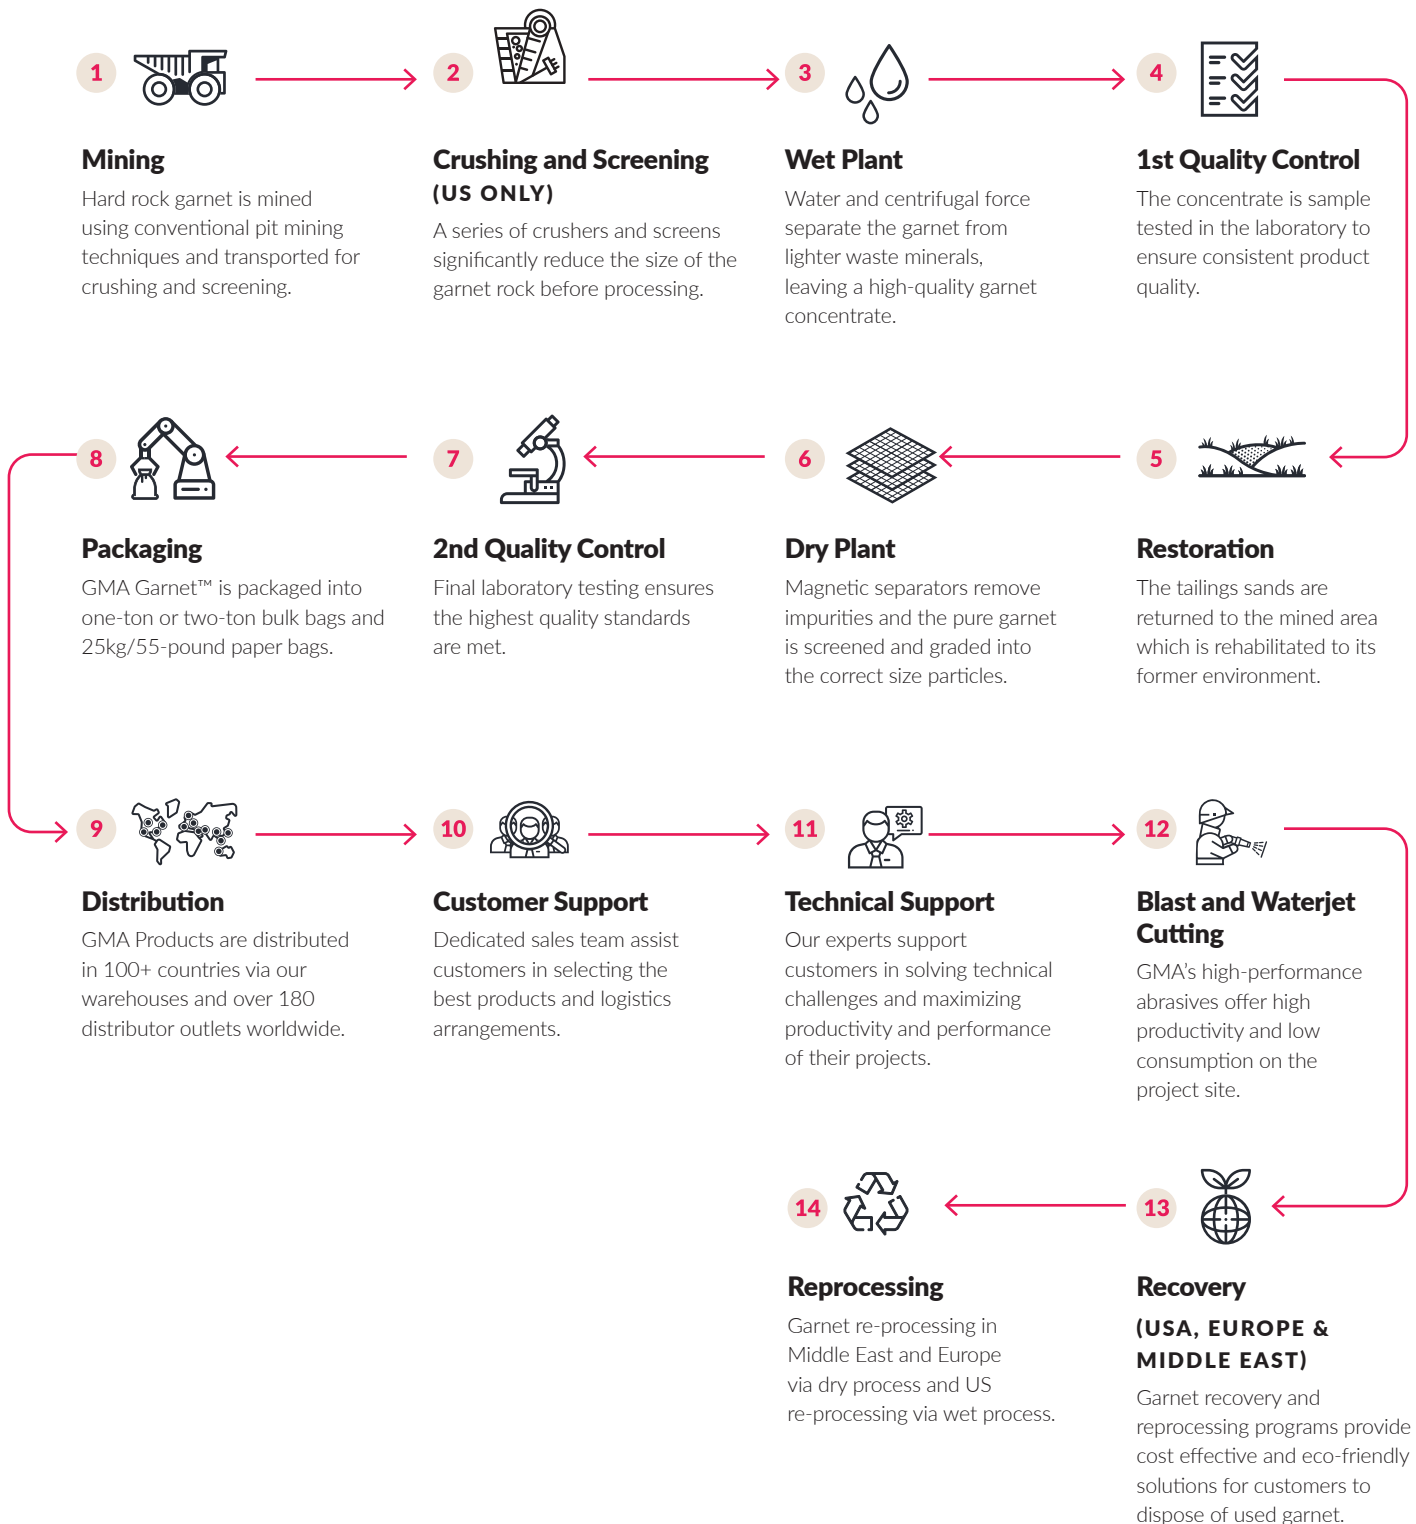 1
Mining
Hard rock garnet is mined
using conventional pit mining
techniques and transported for
crushing and screening.
2
Crushing and Screening
(US ONLY)
A series of crushers and screens
significantly reduce the size of the
garnet rock before processing.
3
Wet Plant
Water and centrifugal force
separate the garnet from
lighter waste minerals,
leaving a high-quality garnet
concentrate.
4
1st Quality Control
The concentrate is sample
tested in the laboratory to
ensure consistent product
quality.
5
Restoration
The tailings sands are
returned to the mined area
which is rehabilitated to its
former environment.
6
Dry Plant
Magnetic separators remove
impurities and the pure garnet
is screened and graded into
the correct size particles.
7
2nd Quality Control
Final laboratory testing ensures
the highest quality standards
are met.
8
Packaging
GMA Garnet™ is packaged into
one-ton or two-ton bulk bags and
25kg/55-pound paper bags.
9
Distribution
GMA Products are distributed
in 100+ countries via our
warehouses and over 180
distributor outlets worldwide.
10
Customer Support
Dedicated sales team assist
customers in selecting the
best products and logistics
arrangements.
11
Technical Support
Our experts support
customers in solving technical
challenges and maximizing
productivity and performance
of their projects.
12
Blast and Waterjet
Cutting
GMA's high-performance
abrasives offer high
productivity and low
consumption on the
project site.
13
Recovery
(USA, EUROPE &
MIDDLE EAST)
Garnet recovery and
reprocessing programs provide
cost effective and eco-friendly
solutions for customers to
dispose of used garnet.
14
Reprocessing
Garnet re-processing in
Middle East and Europe
via dry process and US
re-processing via wet process.